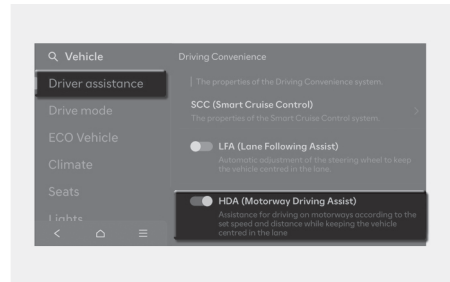 Vehicle
Driver assistance
Drive mode
ECO Vehicle
Climate
Seats
Lights
Driving Convenience
The properties of the Driving Convenience system.
SCC (Smart Cruise Control)
The properties of the Smart Cruise Control system.
LFA (Lane Following Assist)
Automatic adjustment of the steering wheel to keep
the vehicle centred in the lane.
HDA (Motorway Driving Assist)
Assistance for driving on motorways according to the
set speed and distance while keeping the vehicle
centred in the lane